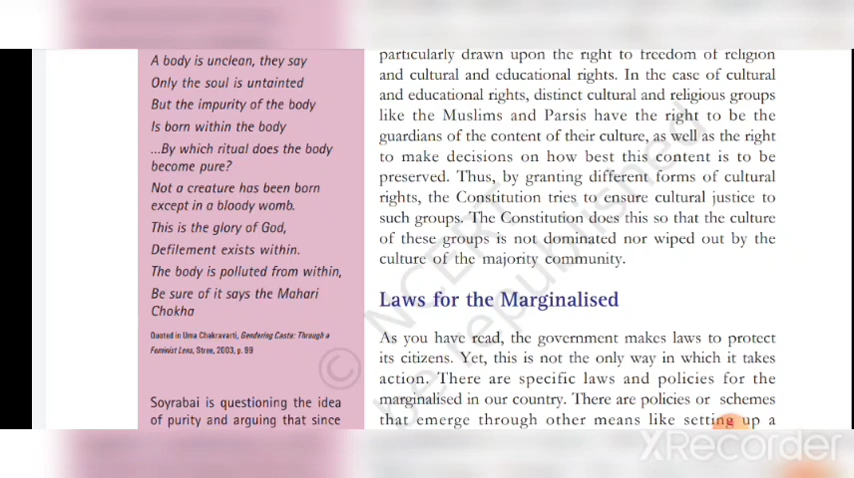 A body is unclean, they say
Only the soul is untainted
But the impurity of the body
Is born within the body
...By which ritual does the body
become pure?
Not a creature has been born
except in a bloody womb.
This is the glory of God,
Defilement exists within.
The body is polluted from within,
Be sure of it says the Mahari
Chokha
Quoted in Uma Chakravarti, Gendering Caste: Through a
Feminist Lens, Stree, 2003, p. 99
Soyrabai is questioning the idea
of purity and arguing that since
particularly drawn upon the right to freedom of religion
and cultural and educational rights. In the case of cultural
and educational rights, distinct cultural and religious groups
like the Muslims and Parsis have the right to be the
guardians of the content of their culture, as well as the right
to make decisions on how best this content is to be
preserved. Thus, by granting different forms of cultural
rights, the Constitution tries to ensure cultural justice to
such groups. The Constitution does this so that the culture
of these groups is not dominated nor wiped out by the
culture of the majority community.
Laws for the Marginalised
As you have read, the government makes laws to protect
its citizens. Yet, this is not the only way in which it takes
action. There are specific laws and policies for the
marginalised in our country. There are policies or schemes
that emerge through other means like setting up a
© NCERT
be republished
XRecorder